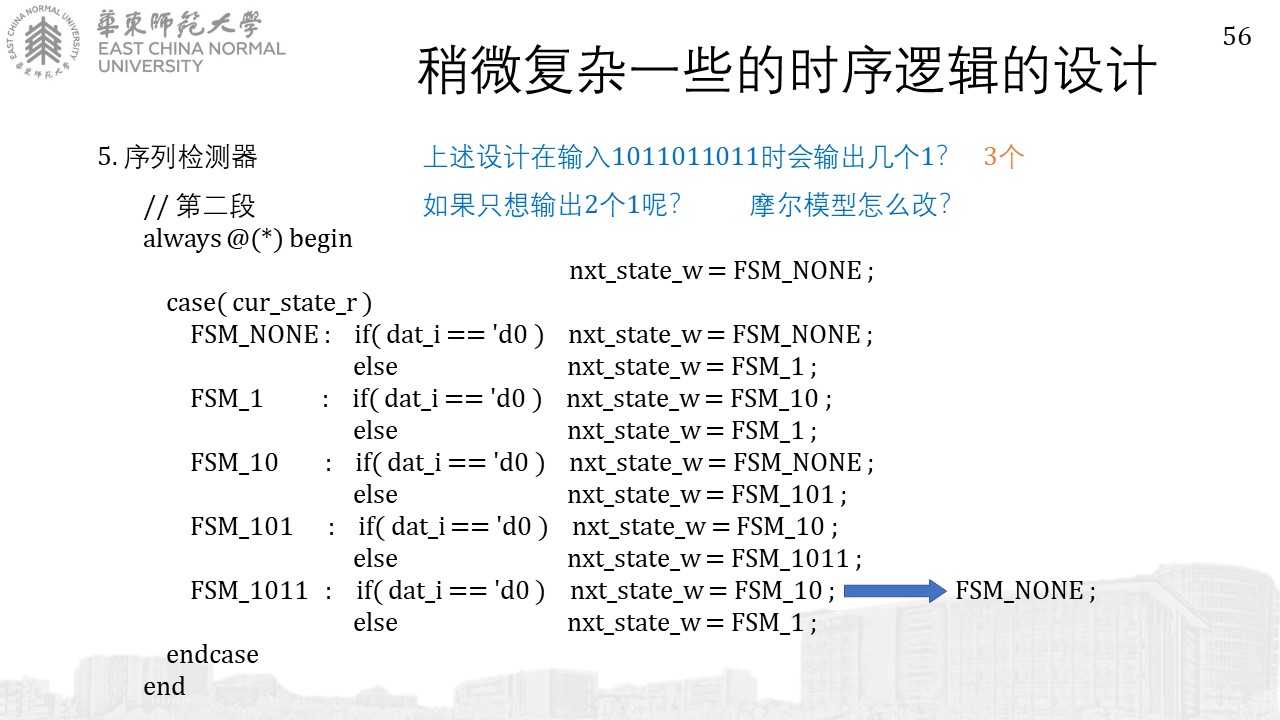 華東師範大學
EAST CHINA NORMAL
UNIVERSITY
EAST CHINA NORMAL UNIVERSITY
華東師範大學
56
稍微复杂一些的时序逻辑的设计
5. 序列检测器
上述设计在输入1011011011时会输出几个1? 3个
// 第二段
如果只想输出2个1呢? 摩尔模型怎么改?
always @(*) begin
nxt_state_w = FSM_NONE ;
case( cur_state_r )
FSM_NONE : if( dat_i == 'd0 ) nxt_state_w = FSM_NONE ;
else nxt_state_w = FSM_1 ;
FSM_1 : if( dat_i == 'd0 ) nxt_state_w = FSM_10 ;
else nxt_state_w = FSM_1 ;
FSM_10 : if( dat_i == 'd0 ) nxt_state_w = FSM_NONE ;
else nxt_state_w = FSM_101 ;
FSM_101 : if( dat_i == 'd0 ) nxt_state_w = FSM_10 ;
else nxt_state_w = FSM_1011 ;
FSM_1011 : if( dat_i == 'd0 ) nxt_state_w = FSM_10 ; FSM_NONE ;
else nxt_state_w = FSM_1 ;
endcase
end